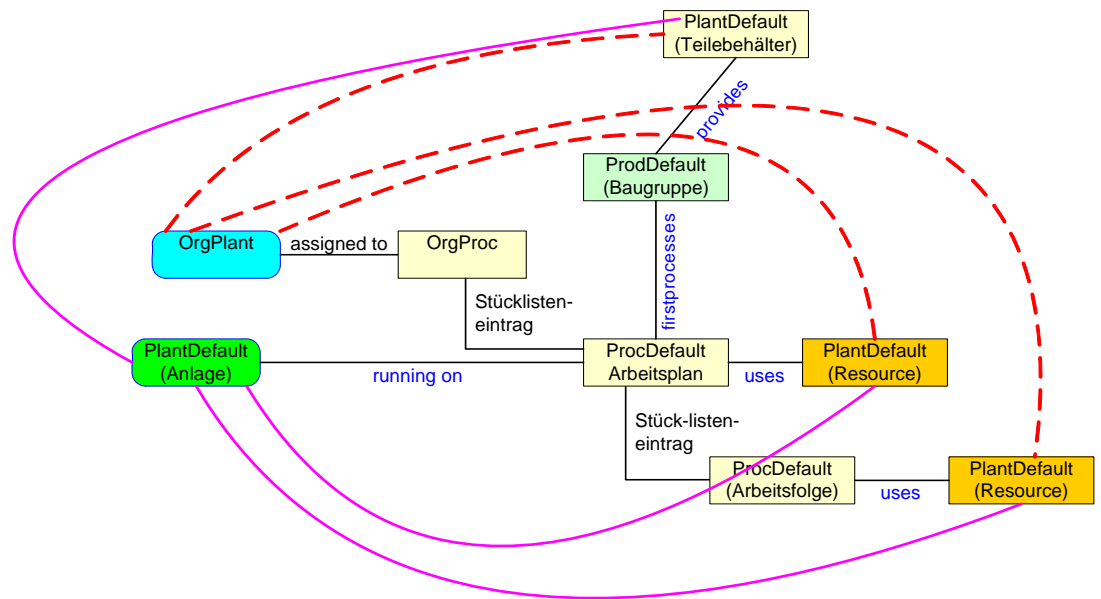 PlantDefault
(Teilebehälter)
provides
ProdDefault
(Baugruppe)
OrgPlant
assigned to
OrgProc
firstprocesses
Stücklisten-
eintrag
PlantDefault
(Anlage)
running on
ProcDefault
Arbeitsplan
uses
PlantDefault
(Resource)
Stück-listen-
eintrag
ProcDefault
(Arbeitsfolge)
uses
PlantDefault
(Resource)